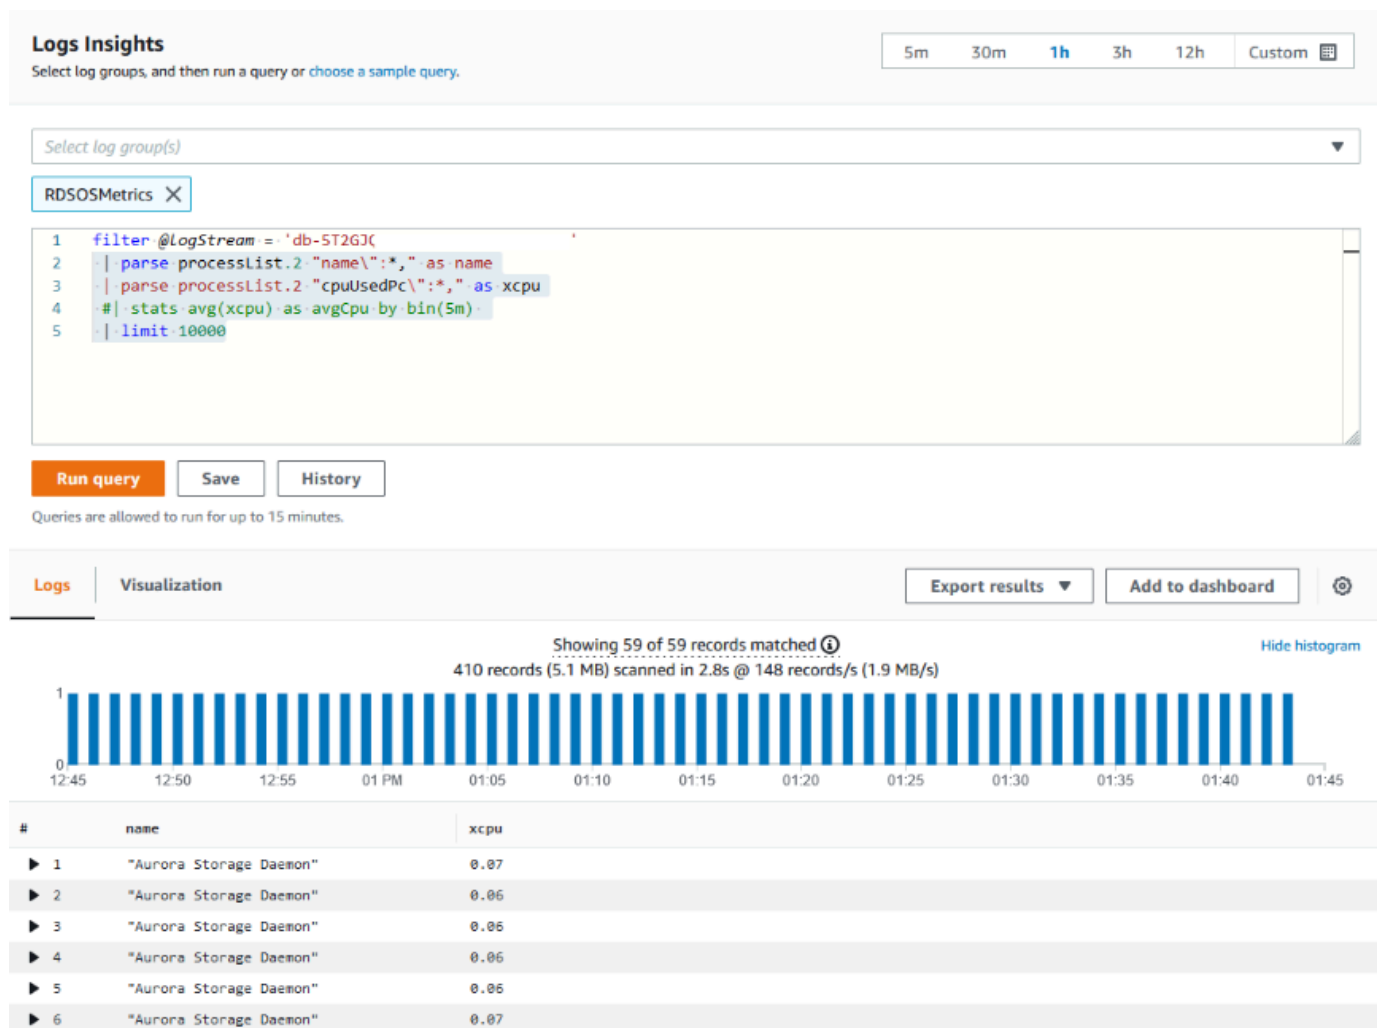 Logs Insights
Select log groups, and then run a query or choose a sample query.
5m 30m 1h 3h 12h Custom
Select log group(s)
RDSOSMetrics
1 filter @logStream = 'db-5T2GJC '
2 | parse processList.2 "name\":*," as name
3 | parse processList.2 "cpuUsedPc\":*," as xcpu
4 #| stats avg(xcpu) as avgCpu by bin(5m)
5 | limit 10000
Run query Save History
Queries are allowed to run for up to 15 minutes.
Logs Visualization Export results Add to dashboard
Showing 59 of 59 records matched
Hide histogram
410 records (5.1 MB) scanned in 2.8s @ 148 records/s (1.9 MB/s)
1
0
12:45 12:50 12:55 01 PM 01:05 01:10 01:15 01:20 01:25 01:30 01:35 01:40 01:45
# name xcpu
1 "Aurora Storage Daemon" 0.07
2 "Aurora Storage Daemon" 0.06
3 "Aurora Storage Daemon" 0.06
4 "Aurora Storage Daemon" 0.06
5 "Aurora Storage Daemon" 0.06
6 "Aurora Storage Daemon" 0.07